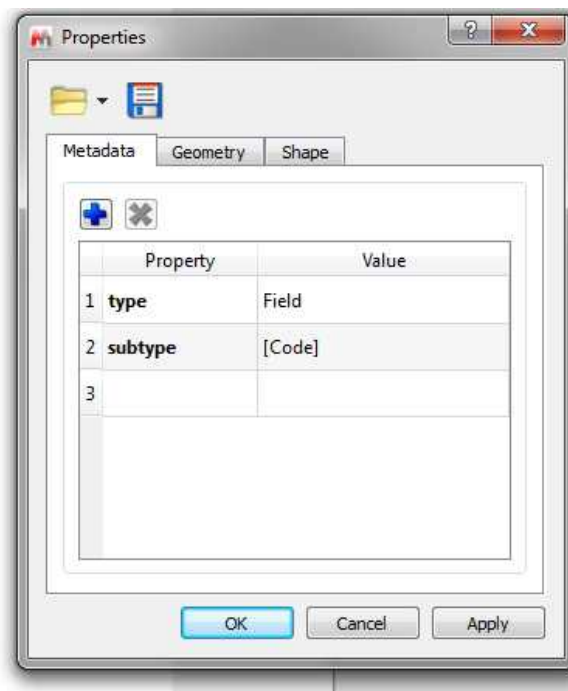 Properties
?
Metadata Geometry Shape
Property Value
1 type Field
2 subtype [Code]
3
OK Cancel Apply